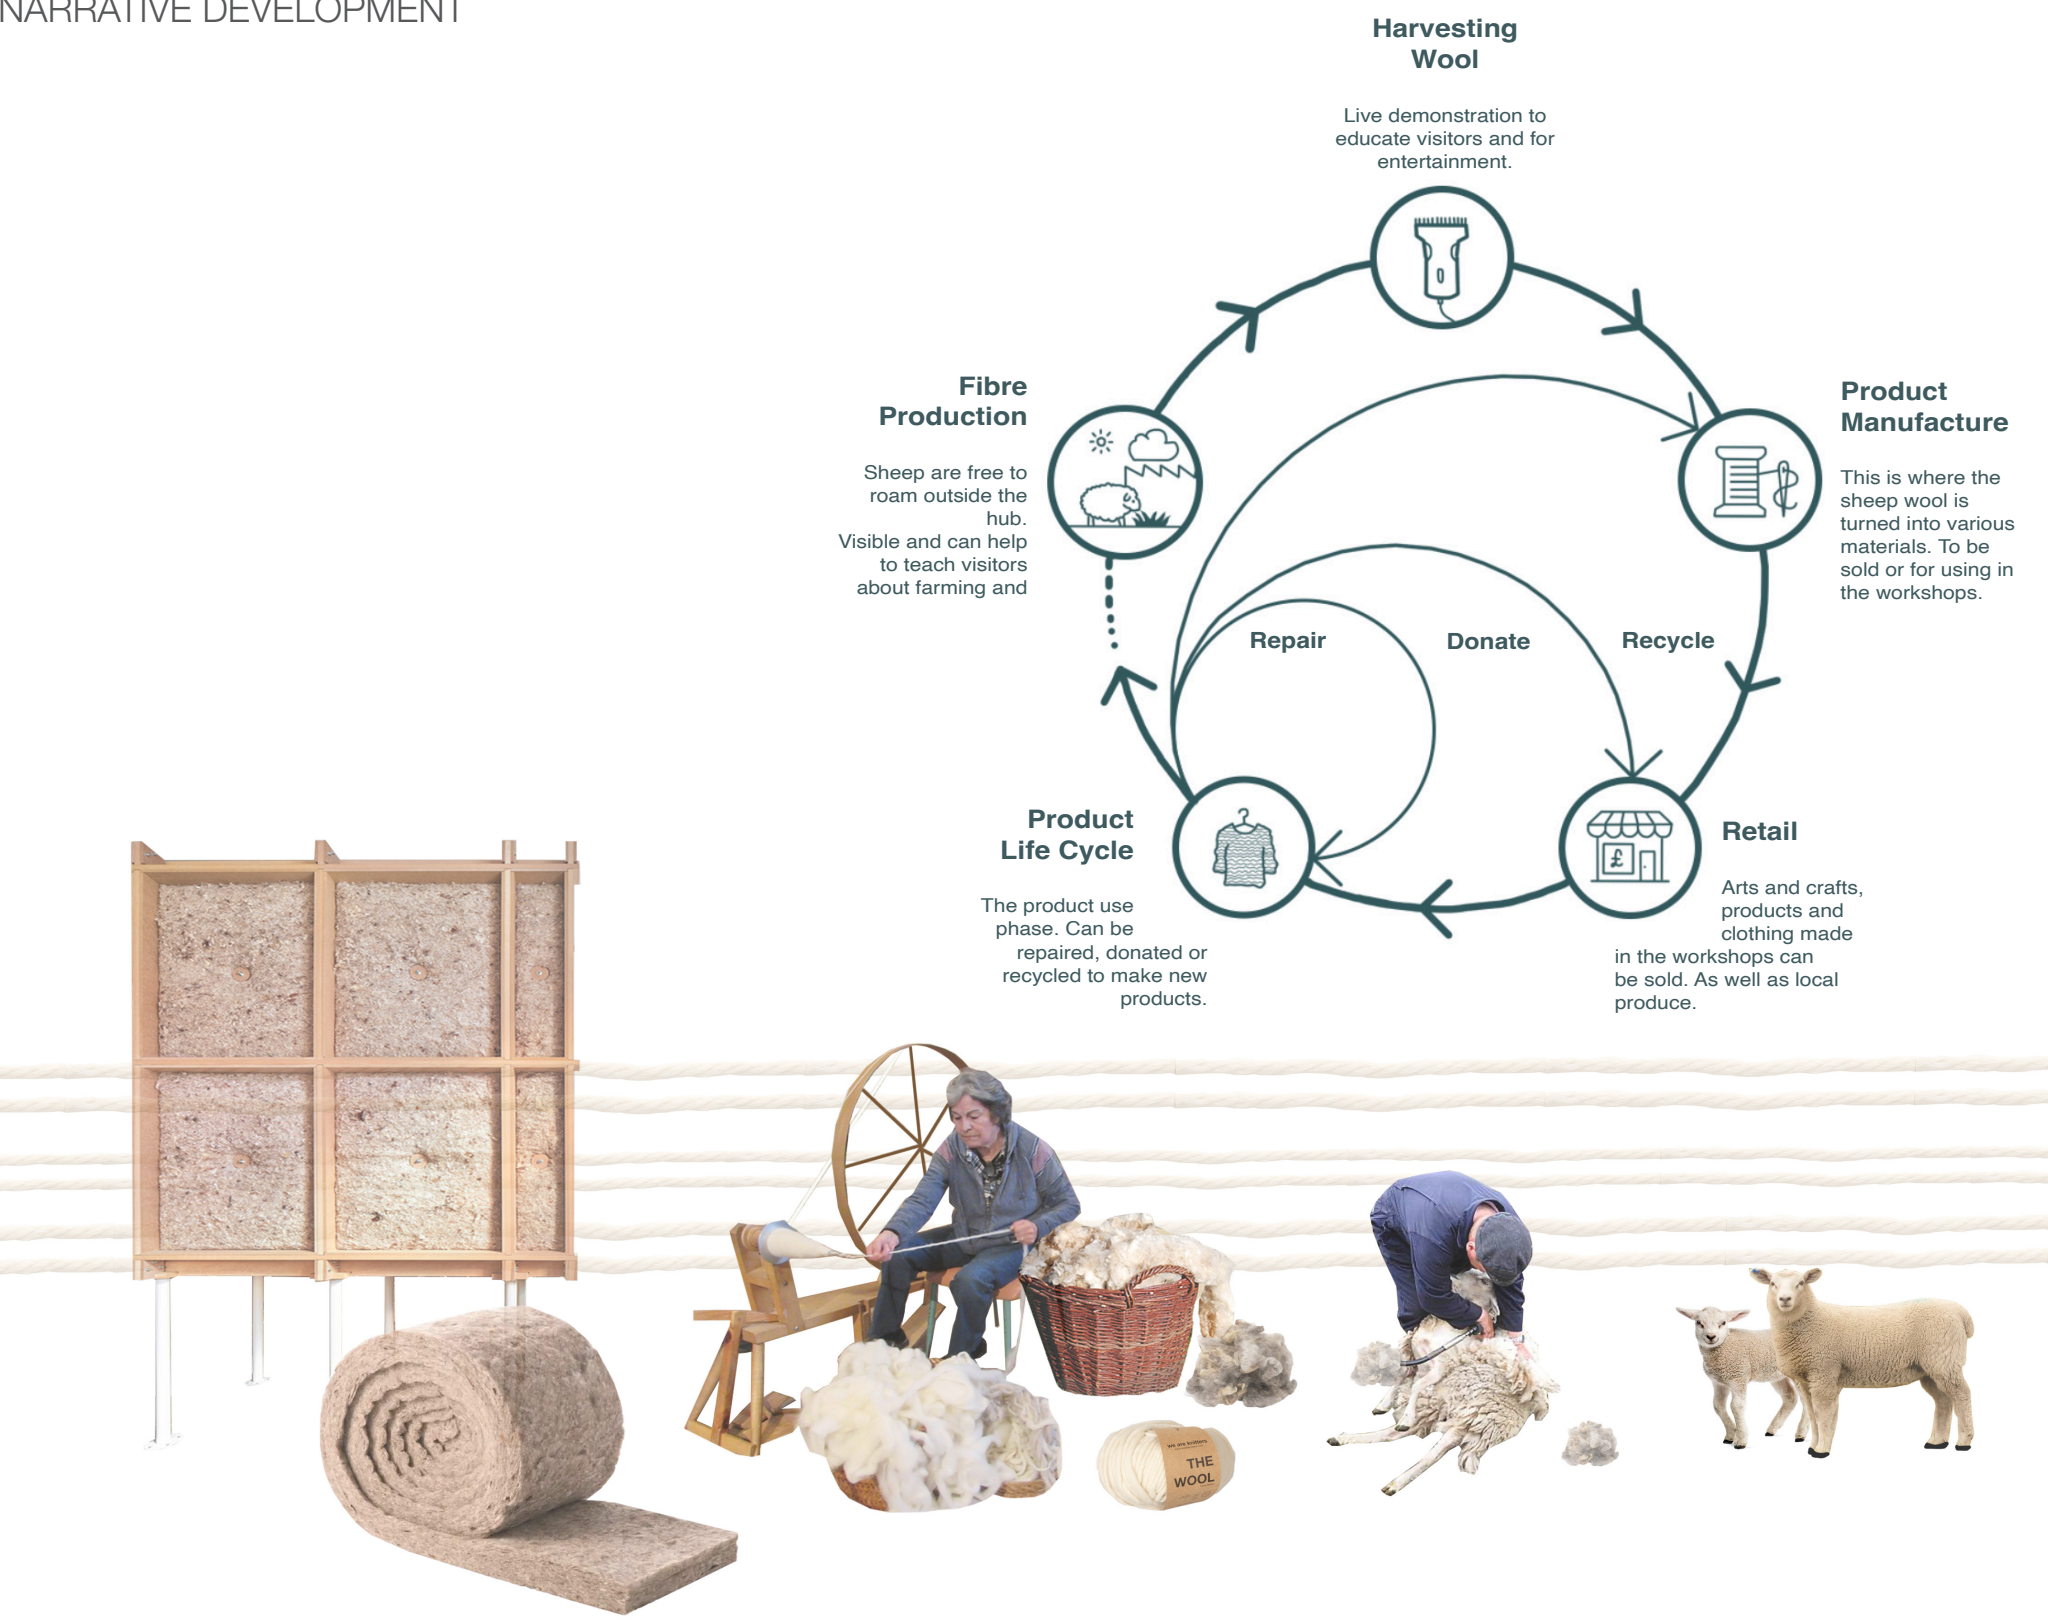 NARRATIVE DEVELOPMENT
Harvesting
Wool
Live demonstration to
educate visitors and for
entertainment.
Fibre
Production
Sheep are free to
roam outside the
hub.
Visible and can help
to teach visitors
about farming and
Product
Manufacture
This is where the
sheep wool is
turned into various
materials. To be
sold or for using in
the workshops.
Repair
Donate
Recycle
Product
Life Cycle
The product use
phase. Can be
repaired, donated or
recycled to make new
products.
£
Retail
Arts and crafts,
products and
clothing made
in the workshops can
be sold. As well as local
produce.
we are knitters
THE
WOOL